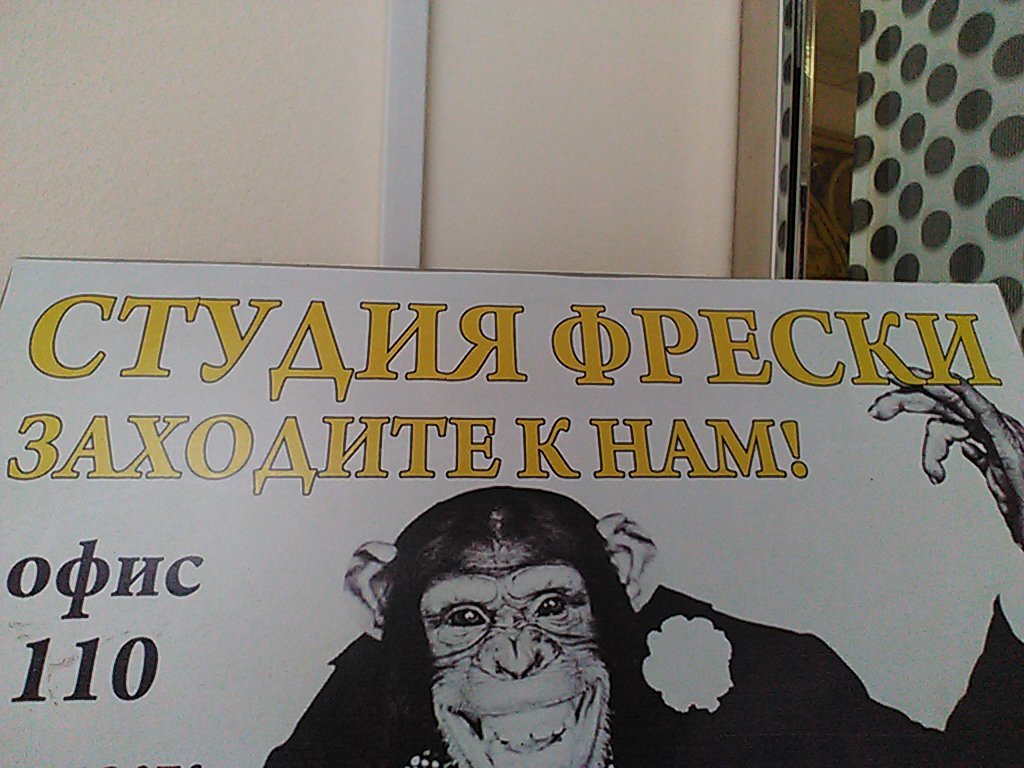 СТУДИЯ ФРЕСКИ
ЗАХОДИТЕ К НАМ!
офис
110